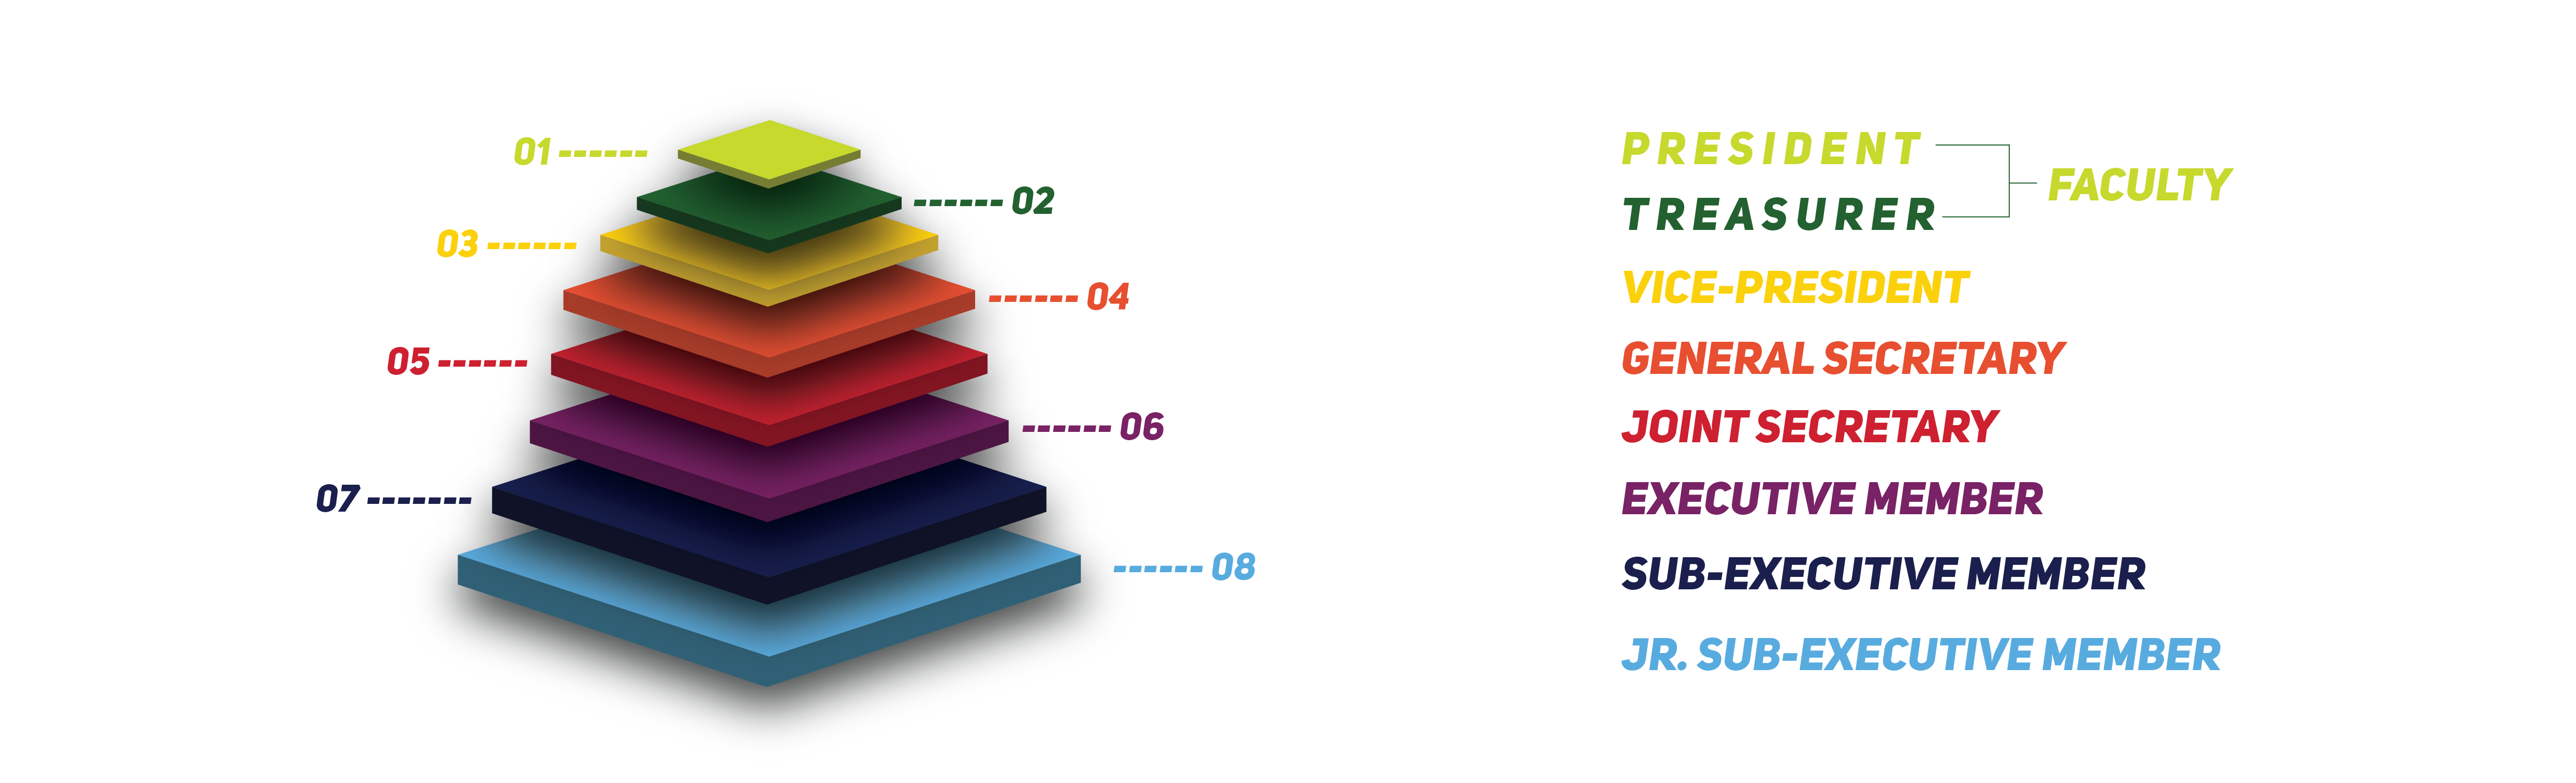 01 ------
------ 02
03 ------
------ 04
05 ------
------ 06
07 -------
------ 08
PRESIDENT
TREASURER
FACULTY
VICE-PRESIDENT
GENERAL SECRETARY
JOINT SECRETARY
EXECUTIVE MEMBER
SUB-EXECUTIVE MEMBER
JR. SUB-EXECUTIVE MEMBER